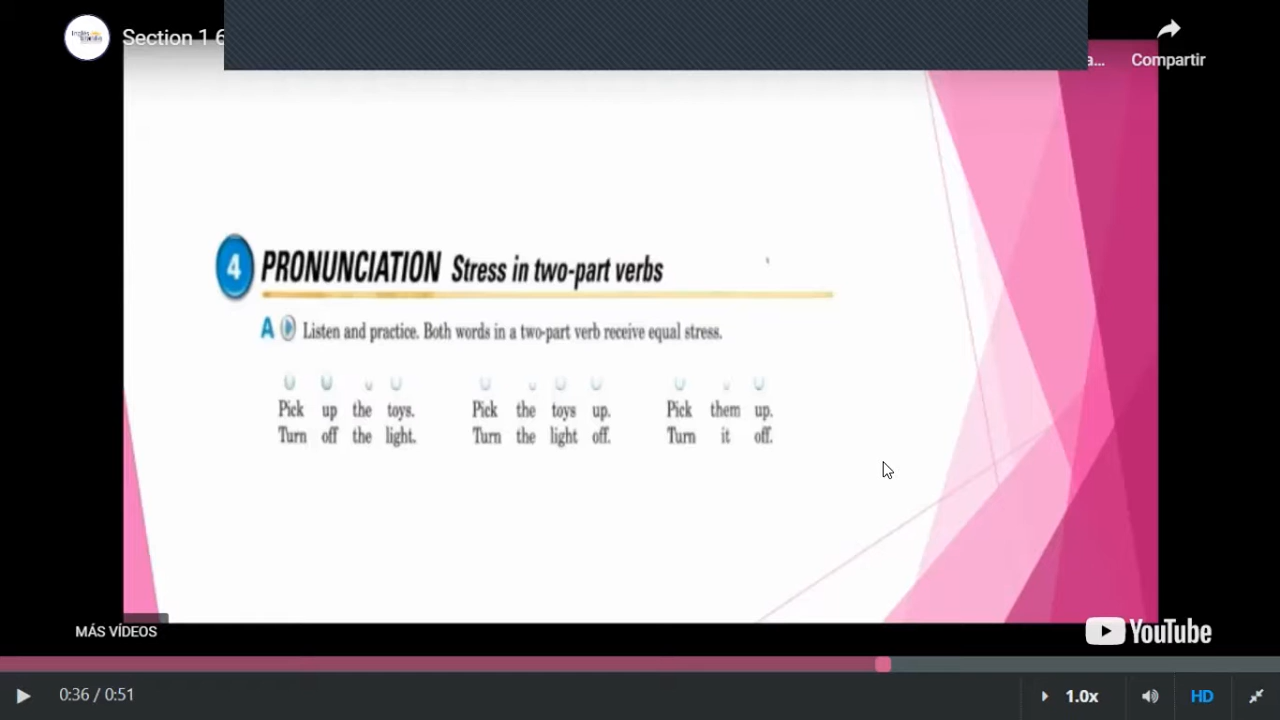 Section 1 6
Compartir
4 PRONUNCIATION Stress in two-part verbs
A Listen and practice. Both words in a two-part verb receive equal stress.
Pick up the toys. Pick the toys up. Pick them up.
Turn off the light. Turn the light off. Turn it off.
MÁS VÍDEOS
YouTube
0:36 / 0:51
1.0x
HD